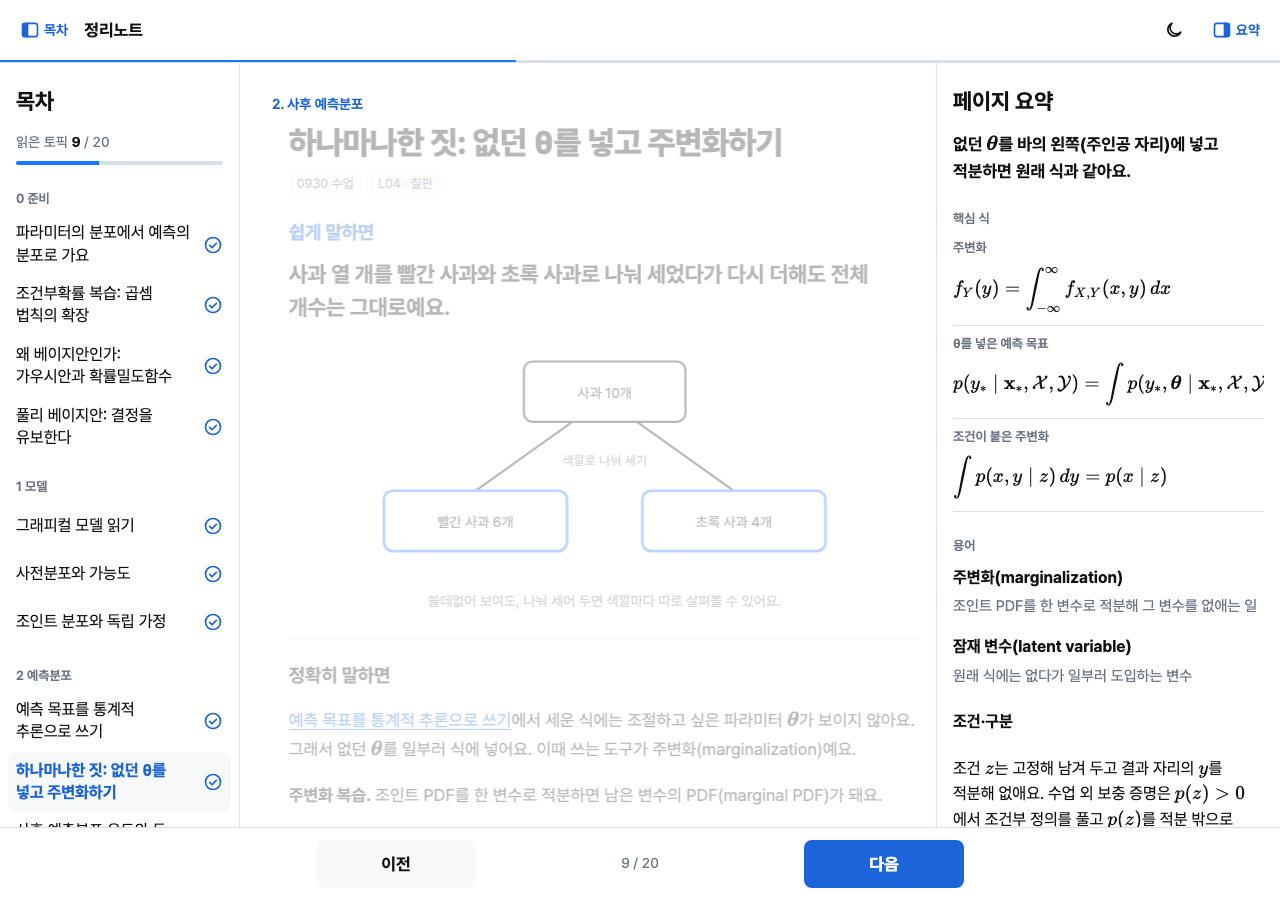 목차
정리노트
요약
목차
읽은 토픽 9 / 20
0 준비
파라미터의 분포에서 예측의
분포로 가요
조건부확률 복습: 곱셈
법칙의 확장
왜 베이지안인가:
가우시안과 확률밀도함수
풀리 베이지안: 결정을
유보한다
1 모델
그래피컬 모델 읽기
사전분포와 가능도
조인트 분포와 독립 가정
2 예측분포
예측 목표를 통계적
추론으로 쓰기
하나마나한 짓: 없던 θ를
넣고 주변화하기
2. 사후 예측분포
하나마나한 짓: 없던 θ를 넣고 주변화하기
0930 수업
L04 · 칠판
쉽게 말하면
사과 열 개를 빨간 사과와 초록 사과로 나눠 세었다가 다시 더해도 전체
개수는 그대로예요.
사과 10개
색깔로 나눠 세기
빨간 사과 6개
초록 사과 4개
쓸데없어 보여도, 나눠 세어 두면 색깔마다 따로 살펴볼 수 있어요.
정확히 말하면
예측 목표를 통계적 추론으로 쓰기에서 세운 식에는 조절하고 싶은 파라미터 θ가 보이지 않아요.
그래서 없던 θ를 일부러 식에 넣어요. 이때 쓰는 도구가 주변화(marginalization)예요.
주변화 복습. 조인트 PDF를 한 변수로 적분하면 남은 변수의 PDF(marginal PDF)가 돼요.
페이지 요약
없던 θ를 바의 왼쪽(주인공 자리)에 넣고
적분하면 원래 식과 같아요.
핵심 식
주변화
f_Y(y) = ∫_{-∞}^{∞} f_{X,Y}(x, y) dx
θ를 넣은 예측 목표
p(y_* | x_*, 𝒳, 𝒴) = ∫ p(y_*, θ | x_*, 𝒳, 𝒴
조건이 붙은 주변화
∫ p(x, y | z) dy = p(x | z)
용어
주변화(marginalization)
조인트 PDF를 한 변수로 적분해 그 변수를 없애는 일
잠재 변수(latent variable)
원래 식에는 없다가 일부러 도입하는 변수
조건·구분
조건 z는 고정해 남겨 두고 결과 자리의 y를
적분해 없애요. 수업 외 보충 증명은 p(z) > 0
에서 조건부 정의를 풀고 p(z)를 적분 밖으로
이전
9 / 20
다음